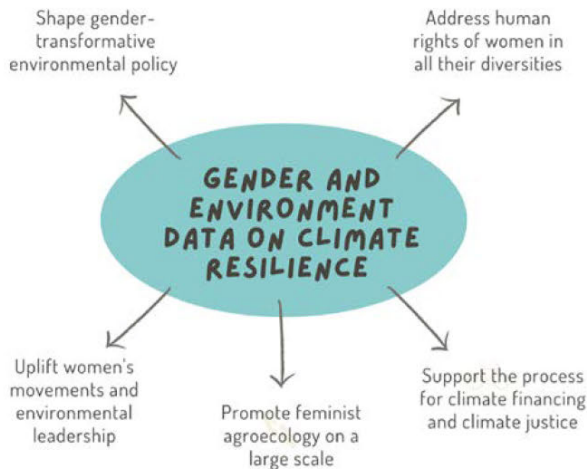 Shape gender-
transformative
environmental policy
Address human
rights of women in
all their diversities
GENDER AND
ENVIRONMENT
DATA ON CLIMATE
RESILIENCE
Uplift women's
movements and
environmental
leadership
Promote feminist
agroecology on a
large scale
Support the process
for climate financing
and climate justice